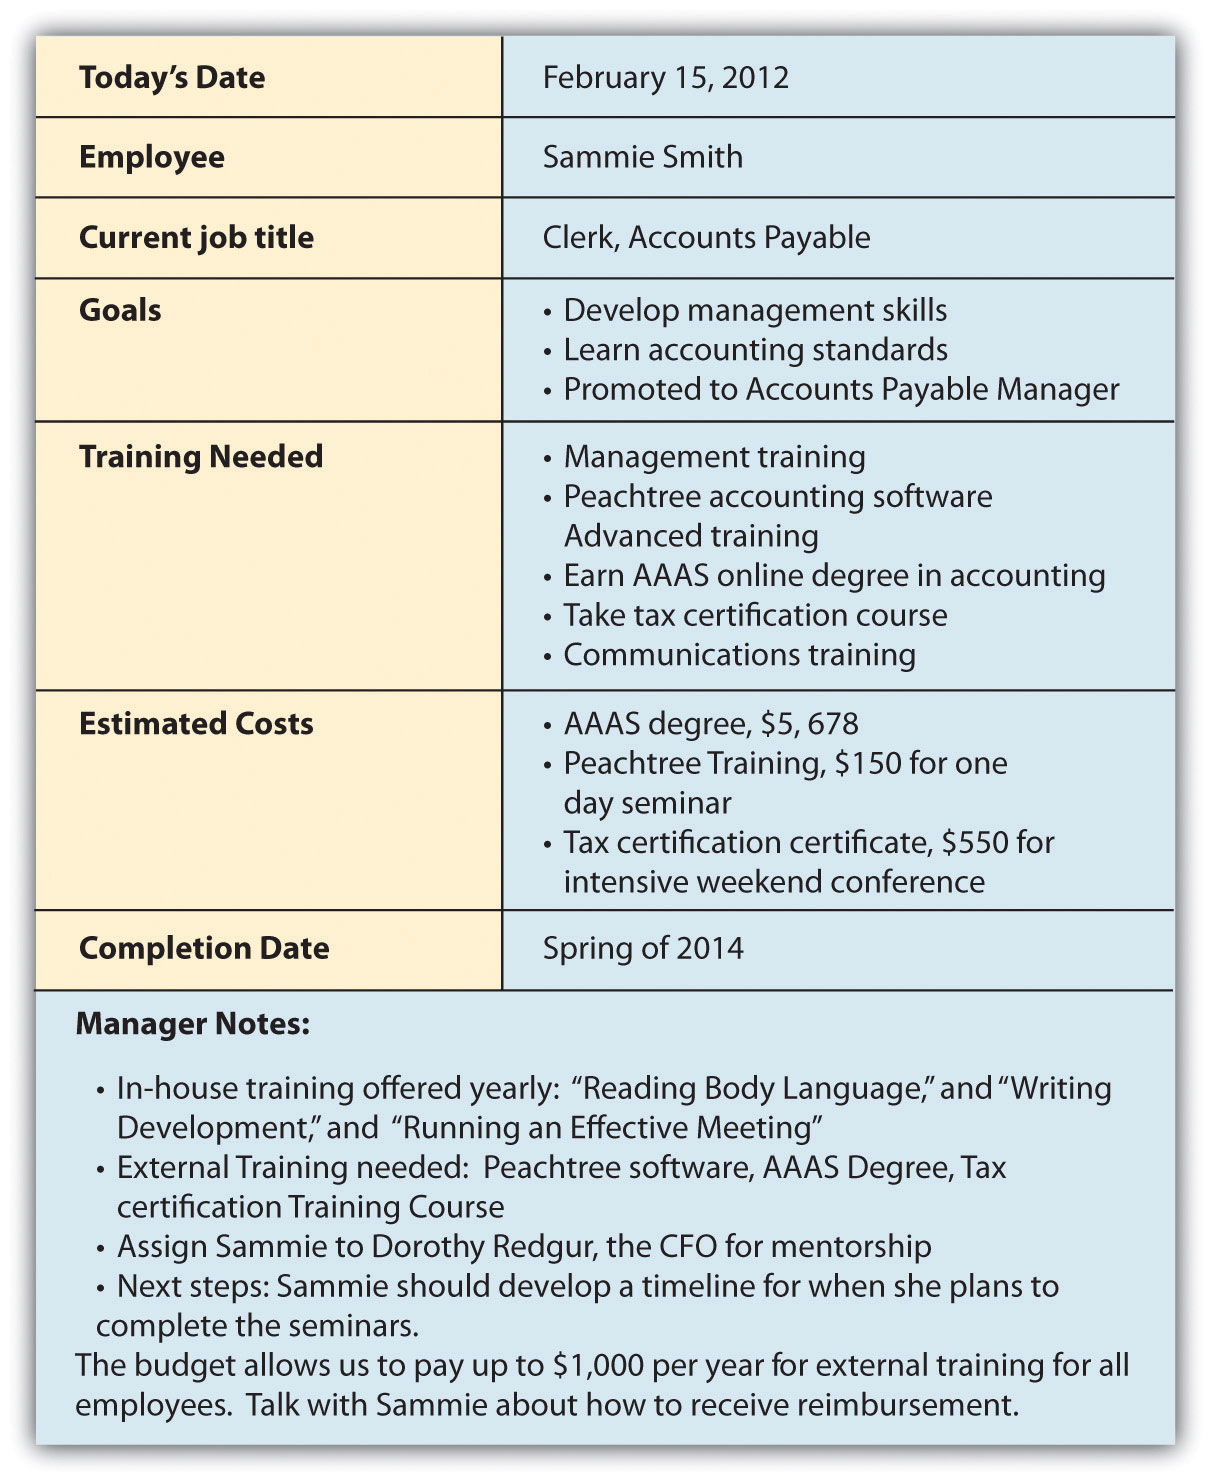 Today’s Date
February 15, 2012
Employee
Sammie Smith
Current job title
Clerk, Accounts Payable
Goals
• Develop management skills
• Learn accounting standards
• Promoted to Accounts Payable Manager
Training Needed
• Management training
• Peachtree accounting software
Advanced training
• Earn AAAS online degree in accounting
• Take tax certification course
• Communications training
Estimated Costs
• AAAS degree, $5, 678
• Peachtree Training, $150 for one
day seminar
• Tax certification certificate, $550 for
intensive weekend conference
Completion Date
Spring of 2014
Manager Notes:
• In-house training offered yearly: “Reading Body Language,” and “Writing
Development,” and “Running an Effective Meeting”
• External Training needed: Peachtree software, AAAS Degree, Tax
certification Training Course
• Assign Sammie to Dorothy Redgur, the CFO for mentorship
• Next steps: Sammie should develop a timeline for when she plans to
complete the seminars.
The budget allows us to pay up to $1,000 per year for external training for all
employees. Talk with Sammie about how to receive reimbursement.